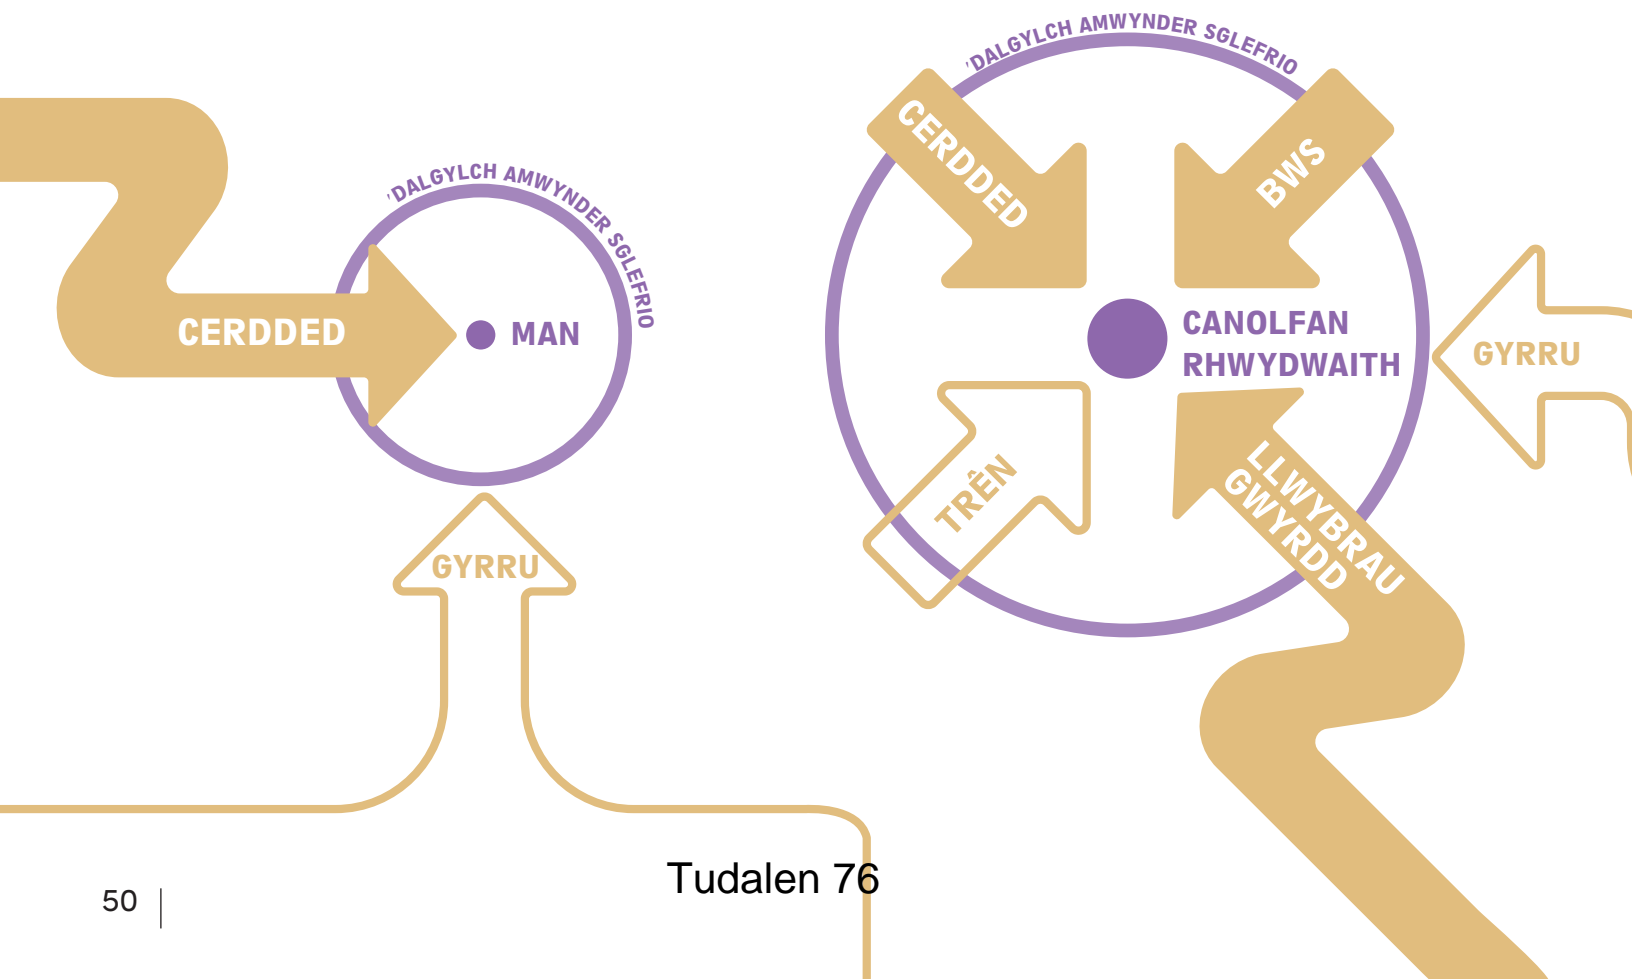 'DALGYLCH AMWYNDER SGLEFRIO
CERDDED
MAN
GYRRU
'DALGYLCH AMWYNDER SGLEFRIO
CERDDED
BWS
CANOLFAN
RHWYDWAITH
GYRRU
TRÊN
LLWYBRAU
GWYRDD
Tudalen 76
50